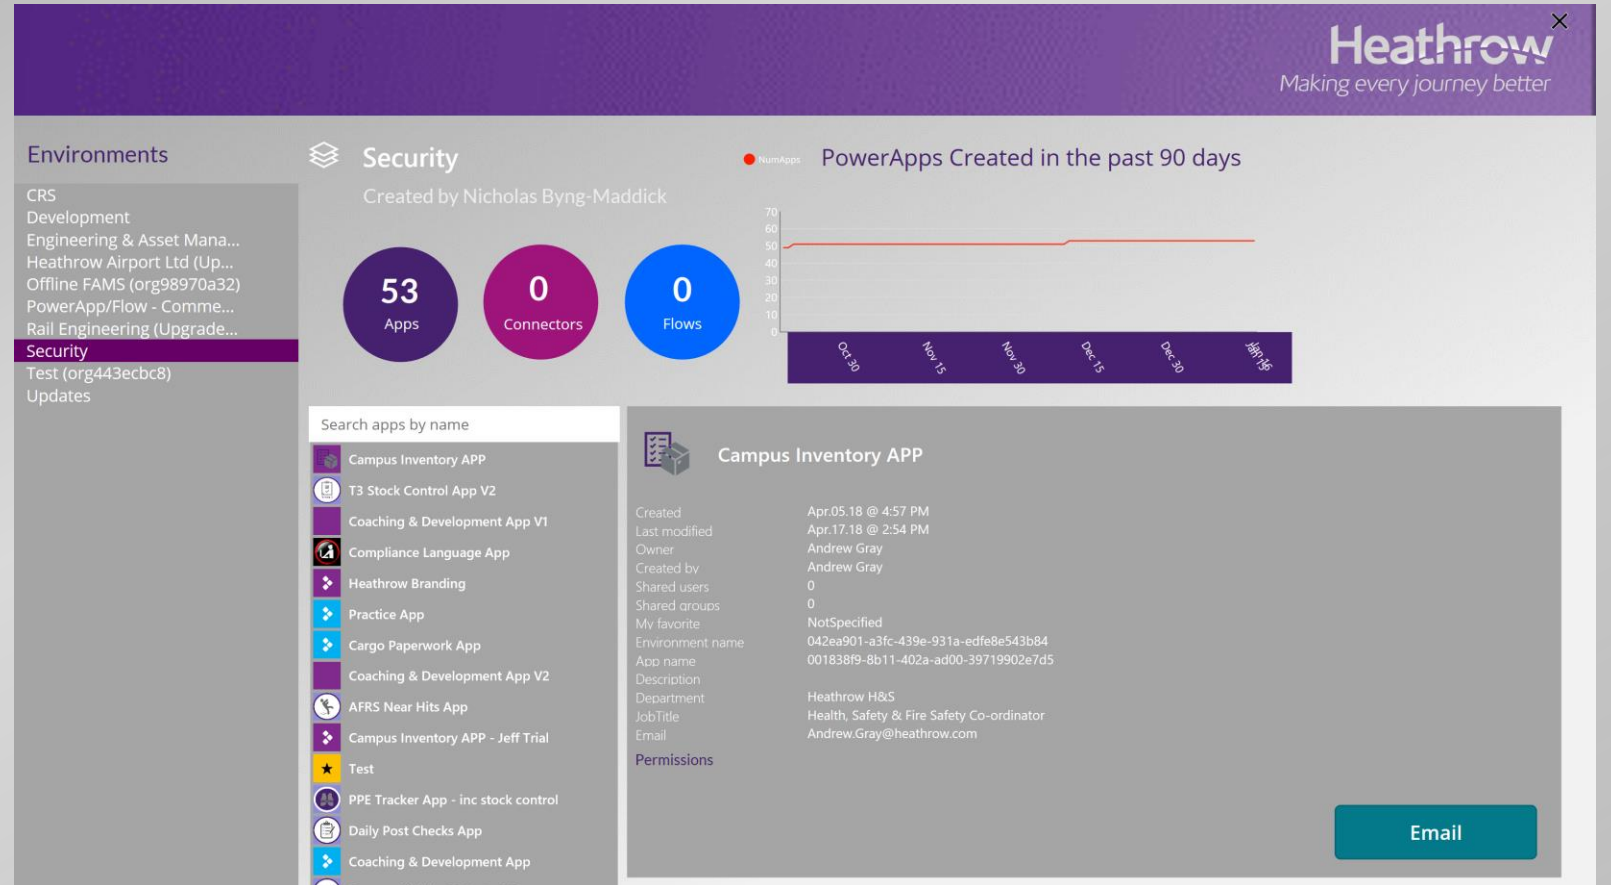 Heathrow
Making every journey better
Environments
CRS
Development
Engineering & Asset Mana...
Heathrow Airport Ltd (Up...
Offline FAMS (org98970a32)
PowerApp/Flow - Comme...
Rail Engineering (Upgrade...
Security
Test (org443ecbc8)
Updates
Security
Created by Nicholas Byng-Maddick
53
Apps
0
Connectors
0
Flows
NumApps
PowerApps Created in the past 90 days
70
60
50
40
30
20
10
0
Oct 30
Nov 15
Nov 30
Dec 15
Dec 30
Search apps by name
Campus Inventory APP
T3 Stock Control App V2
Coaching & Development App V1
Compliance Language App
Heathrow Branding
Practice App
Cargo Paperwork App
Coaching & Development App V2
AFRS Near Hits App
Campus Inventory APP - Jeff Trial
Test
PPE Tracker App - inc stock control
Daily Post Checks App
Coaching & Development App
Campus Inventory APP
Created Apr.05.18 @ 4:57 PM
Last modified Apr.17.18 @ 2:54 PM
Owner Andrew Gray
Created by Andrew Gray
Shared users 0
Shared groups 0
My favorite NotSpecified
Environment name 042ea901-a3fc-439e-931a-edfe8e543b84
App name 001838f9-8b11-402a-ad00-39719902e7d5
Description
Department Heathrow H&S
JobTitle Health, Safety & Fire Safety Co-ordinator
Email Andrew.Gray@heathrow.com
Permissions
Email